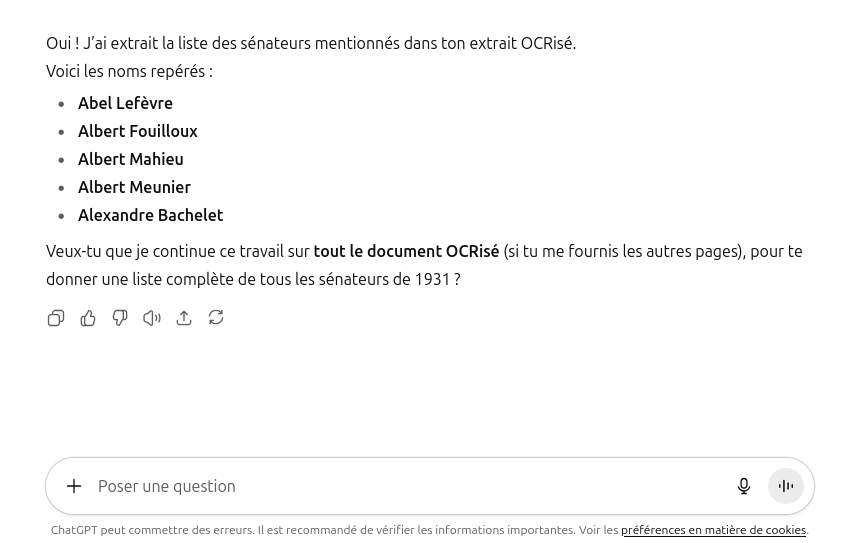 Oui ! J’ai extrait la liste des sénateurs mentionnés dans ton extrait OCRisé.
Voici les noms repérés :
• Abel Lefèvre
• Albert Fouilloux
• Albert Mahieu
• Albert Meunier
• Alexandre Bachelet
Veux-tu que je continue ce travail sur tout le document OCRisé (si tu me fournis les autres pages), pour te
donner une liste complète de tous les sénateurs de 1931 ?
Poser une question
ChatGPT peut commettre des erreurs. Il est recommandé de vérifier les informations importantes. Voir les préférences en matière de cookies.